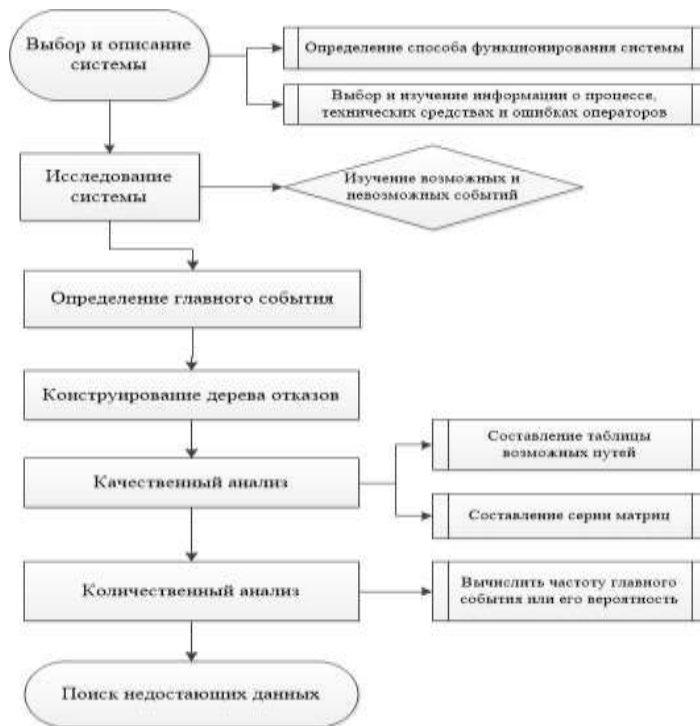 Выбор и описание
системы
Определение способа функционирования системы
Выбор и изучение информации о процессе,
технических средствах и ошибках операторов
Исследование
системы
Изучение возможных и
невозможных событий
Определение главного события
Конструирование дерева отказов
Качественный анализ
Составление таблицы
возможных путей
Составление серии матриц
Количественный анализ
Вычислить частоту главного
события или его вероятность
Поиск недостающих данных